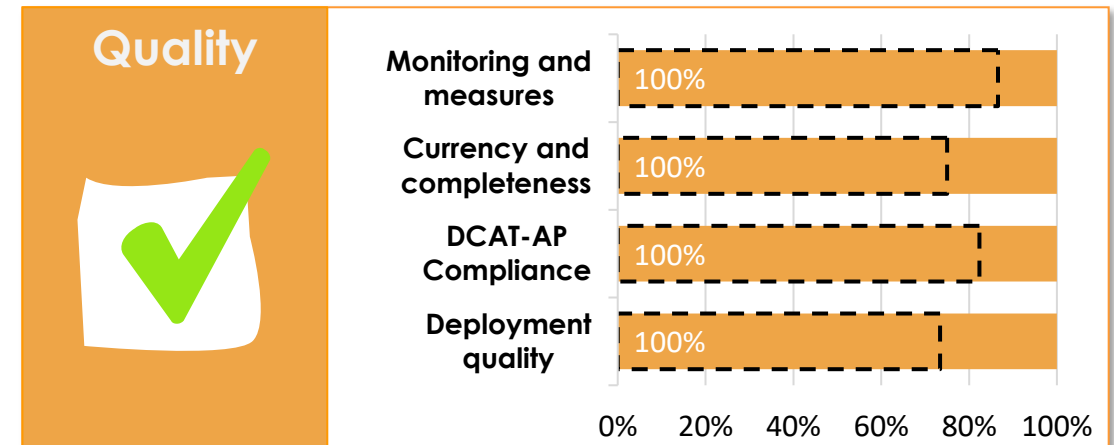 Quality
Monitoring and
measures
100%
Currency and
completeness
100%
DCAT-AP
Compliance
100%
Deployment
quality
100%
0% 20% 40% 60% 80% 100%